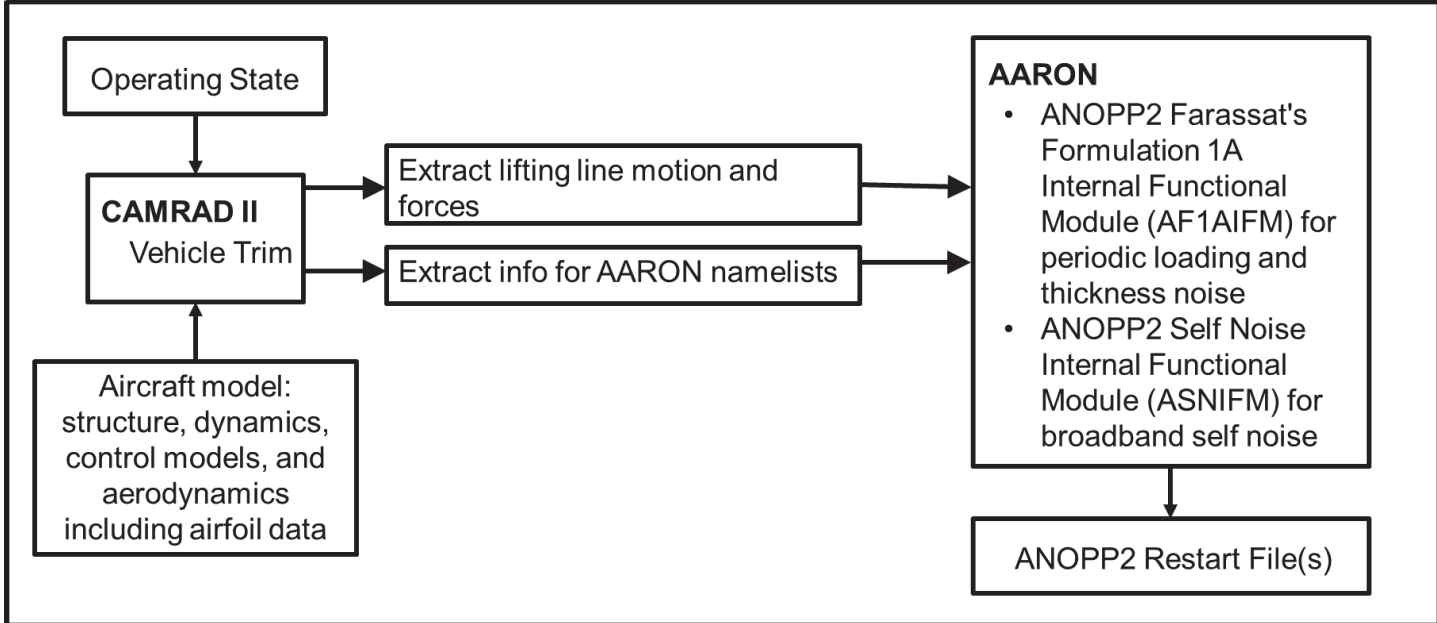 Operating State
CAMRAD II
Vehicle Trim
Aircraft model:
structure, dynamics,
control models, and
aerodynamics
including airfoil data
Extract lifting line motion and
forces
Extract info for AARON namelists
AARON
• ANOPP2 Farassat's
Formulation 1A
Internal Functional
Module (AF1AIFM) for
periodic loading and
thickness noise
• ANOPP2 Self Noise
Internal Functional
Module (ASNIFM) for
broadband self noise
ANOPP2 Restart File(s)